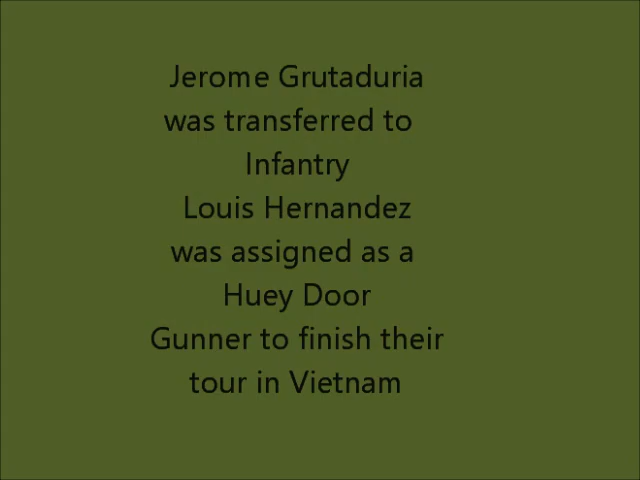 Jerome Grutaduria
was transferred to
Infantry
Louis Hernandez
was assigned as a
Huey Door
Gunner to finish their
tour in Vietnam